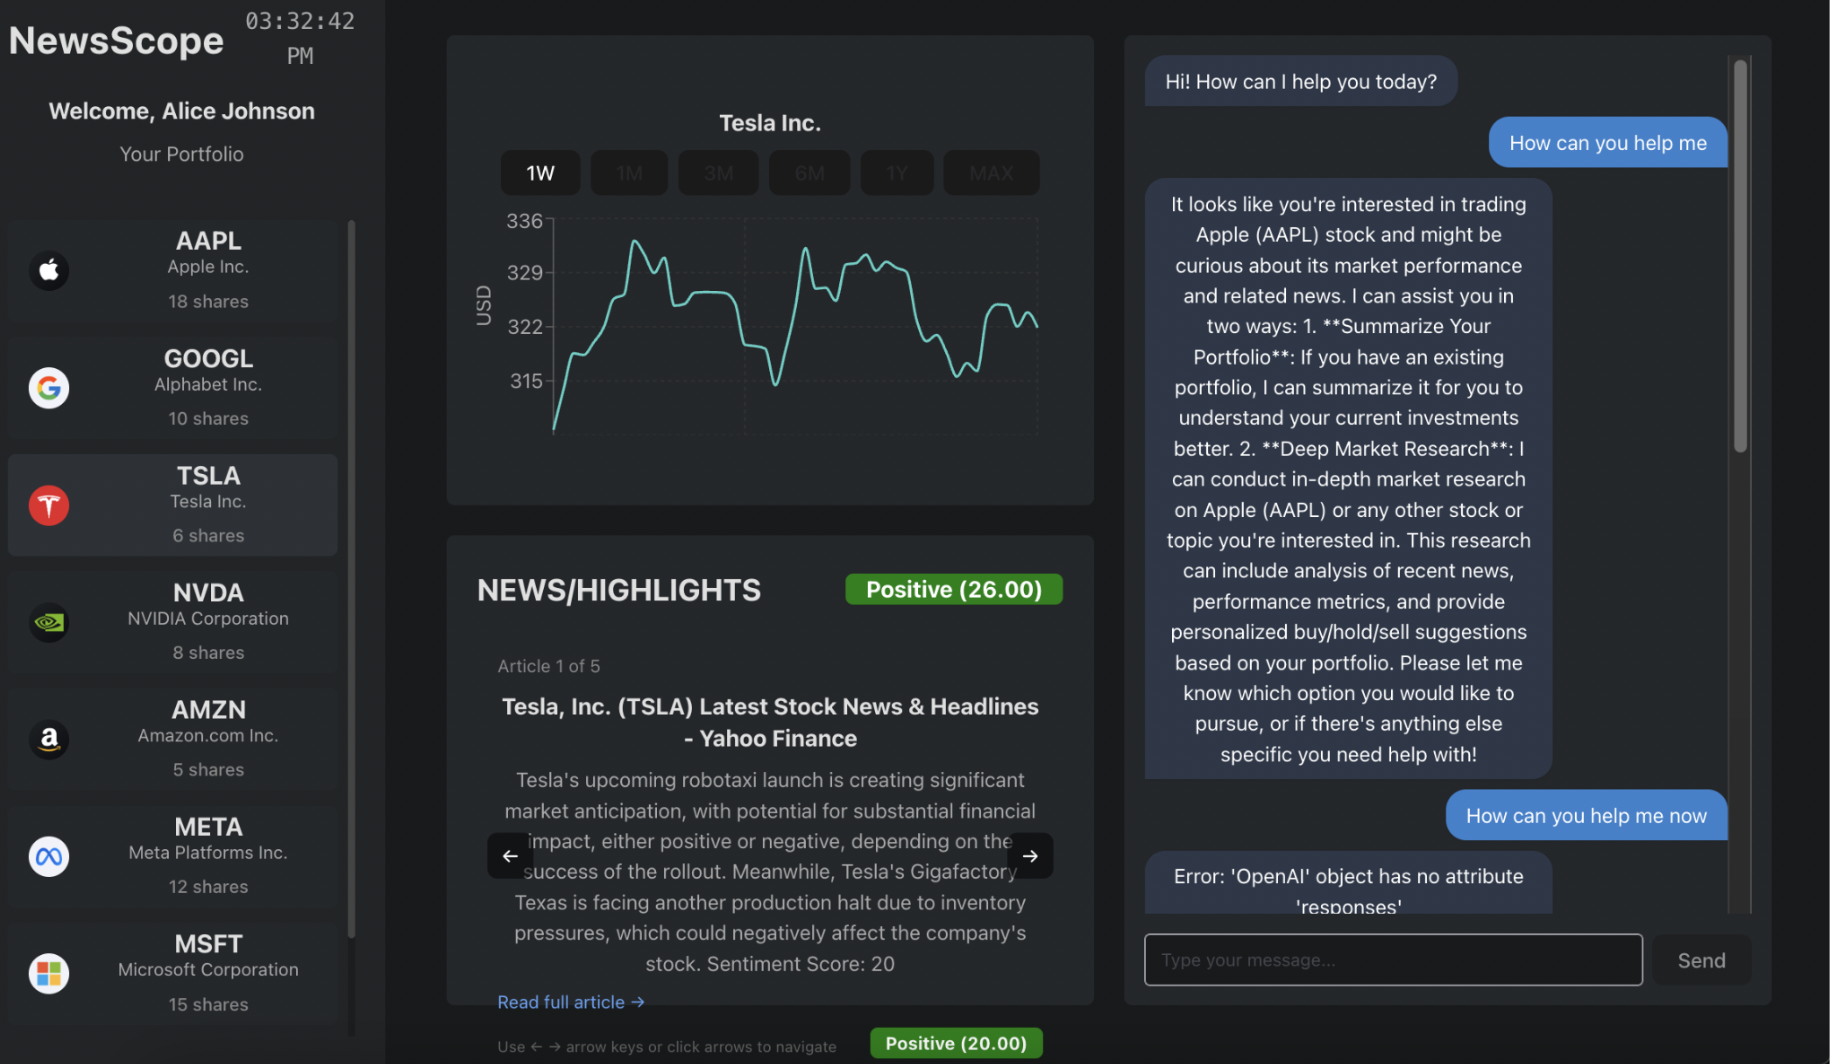 NewsScope
03:32:42
PM
Welcome, Alice Johnson
Your Portfolio
AAPL
Apple Inc.
18 shares
GOOGL
Alphabet Inc.
10 shares
TSLA
Tesla Inc.
6 shares
NVDA
NVIDIA Corporation
8 shares
AMZN
Amazon.com Inc.
5 shares
META
Meta Platforms Inc.
12 shares
MSFT
Microsoft Corporation
15 shares
Tesla Inc.
1W 1M 3M 6M 1Y MAX
USD
336
329
322
315
NEWS/HIGHLIGHTS
Positive (26.00)
Article 1 of 5
Tesla, Inc. (TSLA) Latest Stock News & Headlines
- Yahoo Finance
Tesla's upcoming robotaxi launch is creating significant
market anticipation, with potential for substantial financial
impact, either positive or negative, depending on the
success of the rollout. Meanwhile, Tesla's Gigafactory
Texas is facing another production halt due to inventory
pressures, which could negatively affect the company's
stock. Sentiment Score: 20
← →
Read full article →
Use ← → arrow keys or click arrows to navigate
Positive (20.00)
Hi! How can I help you today?
How can you help me
It looks like you're interested in trading
Apple (AAPL) stock and might be
curious about its market performance
and related news. I can assist you in
two ways: 1. **Summarize Your
Portfolio**: If you have an existing
portfolio, I can summarize it for you to
understand your current investments
better. 2. **Deep Market Research**: I
can conduct in-depth market research
on Apple (AAPL) or any other stock or
topic you're interested in. This research
can include analysis of recent news,
performance metrics, and provide
personalized buy/hold/sell suggestions
based on your portfolio. Please let me
know which option you would like to
pursue, or if there's anything else
specific you need help with!
How can you help me now
Error: 'OpenAI' object has no attribute
'responses'
Type your message...
Send